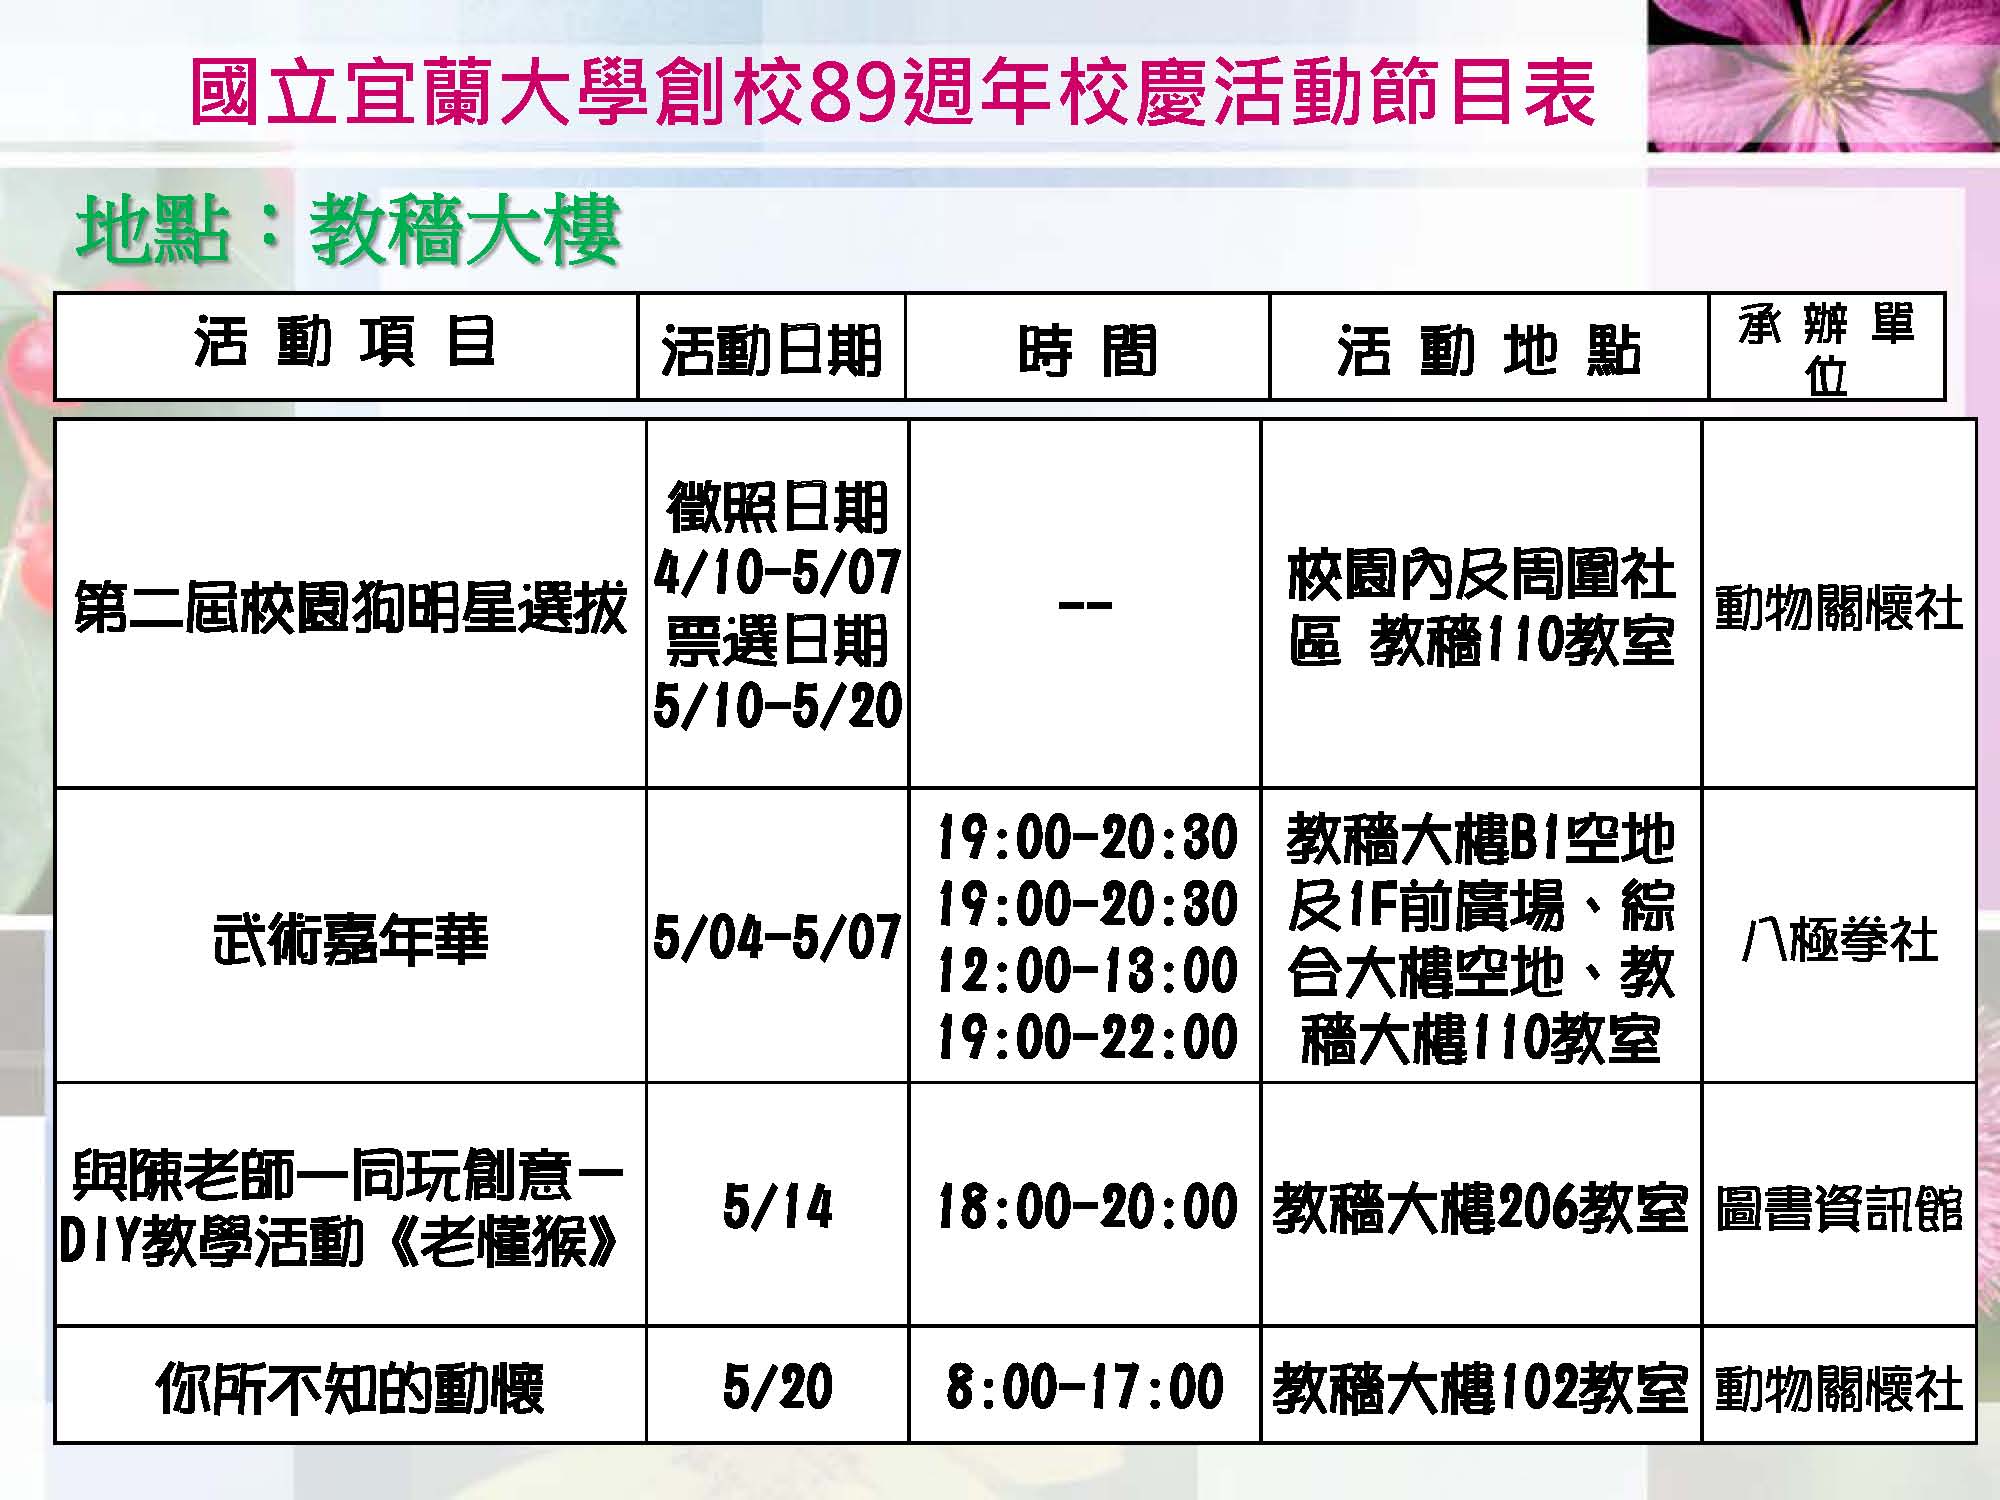 國立宜蘭大學創校89週年校慶活動節目表
地點：教穡大樓
活 動 項 目
活動日期
時 間
活 動 地 點
承 辦 單
位
第二屆校園狗明星選拔
徵照日期
4/10-5/07
票選日期
5/10-5/20
--
校園內及周圍社
區 教穡110教室
動物關懷社
武術嘉年華
5/04-5/07
19:00-20:30
19:00-20:30
12:00-13:00
19:00-22:00
教穡大樓B1空地
及1F前廣場、綜
合大樓空地、教
穡大樓110教室
八極拳社
與陳老師一同玩創意－
DIY教學活動《老懂猴》
5/14
18:00-20:00
教穡大樓206教室
圖書資訊館
你所不知的動懷
5/20
8:00-17:00
教穡大樓102教室
動物關懷社